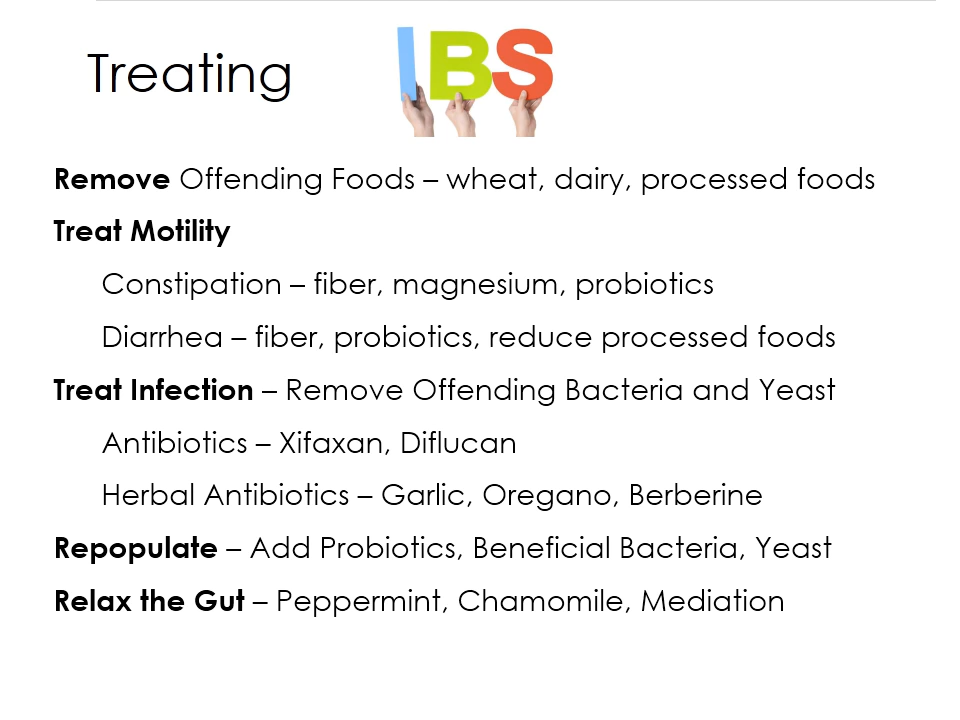 Treating IBS
Remove Offending Foods – wheat, dairy, processed foods
Treat Motility
Constipation – fiber, magnesium, probiotics
Diarrhea – fiber, probiotics, reduce processed foods
Treat Infection – Remove Offending Bacteria and Yeast
Antibiotics – Xifaxan, Diflucan
Herbal Antibiotics – Garlic, Oregano, Berberine
Repopulate – Add Probiotics, Beneficial Bacteria, Yeast
Relax the Gut – Peppermint, Chamomile, Mediation